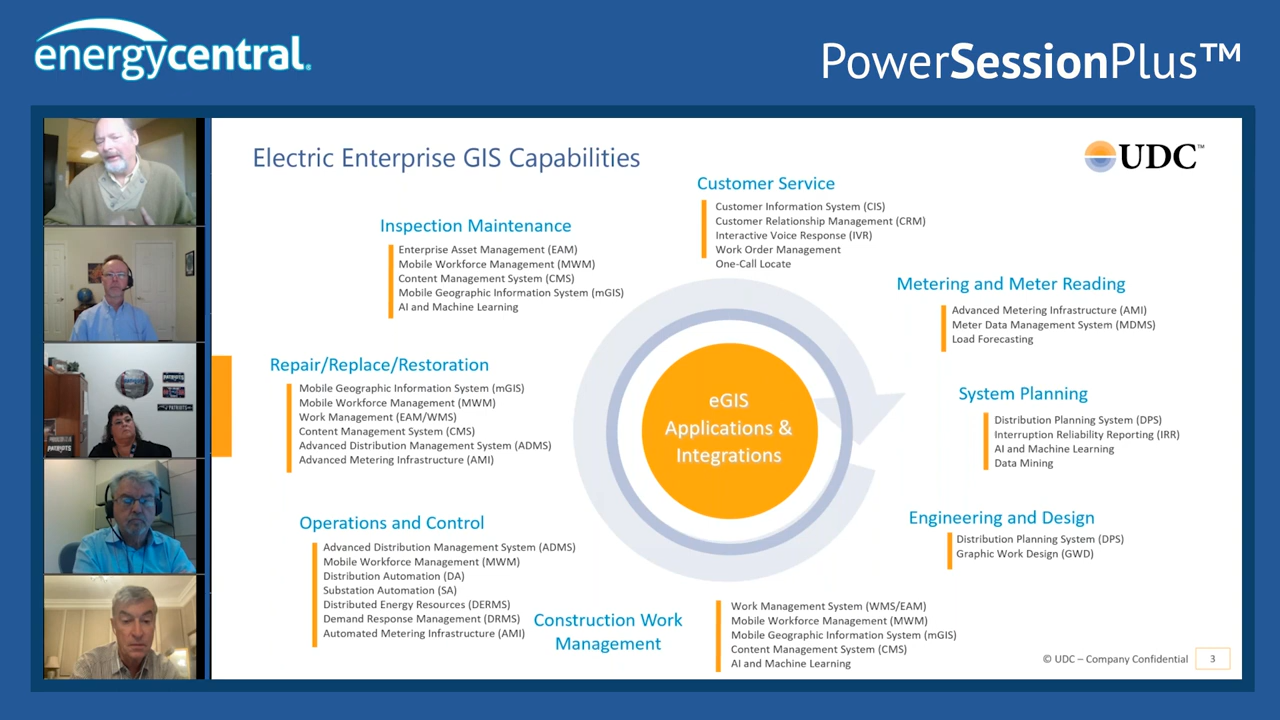 energycentral.
PowerSessionPlus™
Electric Enterprise GIS Capabilities
UDC™
Customer Service
Customer Information System (CIS)
Customer Relationship Management (CRM)
Interactive Voice Response (IVR)
Work Order Management
One-Call Locate
Inspection Maintenance
Enterprise Asset Management (EAM)
Mobile Workforce Management (MWM)
Content Management System (CMS)
Mobile Geographic Information System (mGIS)
AI and Machine Learning
Metering and Meter Reading
Advanced Metering Infrastructure (AMI)
Meter Data Management System (MDMS)
Load Forecasting
Repair/Replace/Restoration
Mobile Geographic Information System (mGIS)
Mobile Workforce Management (MWM)
Work Management (EAM/WMS)
Content Management System (CMS)
Advanced Distribution Management System (ADMS)
Advanced Metering Infrastructure (AMI)
eGIS
Applications &
Integrations
System Planning
Distribution Planning System (DPS)
Interruption Reliability Reporting (IRR)
AI and Machine Learning
Data Mining
Operations and Control
Advanced Distribution Management System (ADMS)
Mobile Workforce Management (MWM)
Distribution Automation (DA)
Substation Automation (SA)
Distributed Energy Resources (DERMS)
Demand Response Management (DRMS)
Automated Metering Infrastructure (AMI)
Engineering and Design
Distribution Planning System (DPS)
Graphic Work Design (GWD)
Construction Work
Management
Work Management System (WMS/EAM)
Mobile Workforce Management (MWM)
Mobile Geographic Information System (mGIS)
Content Management System (CMS)
AI and Machine Learning
© UDC – Company Confidential
3
PATRIOTS